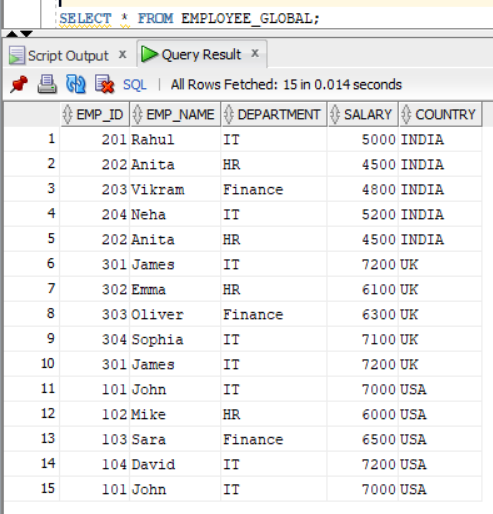 SELECT * FROM EMPLOYEE_GLOBAL;
Script Output x Query Result x
SQL | All Rows Fetched: 15 in 0.014 seconds
EMP_ID EMP_NAME DEPARTMENT SALARY COUNTRY
1 201 Rahul IT 5000 INDIA
2 202 Anita HR 4500 INDIA
3 203 Vikram Finance 4800 INDIA
4 204 Neha IT 5200 INDIA
5 202 Anita HR 4500 INDIA
6 301 James IT 7200 UK
7 302 Emma HR 6100 UK
8 303 Oliver Finance 6300 UK
9 304 Sophia IT 7100 UK
10 301 James IT 7200 UK
11 101 John IT 7000 USA
12 102 Mike HR 6000 USA
13 103 Sara Finance 6500 USA
14 104 David IT 7200 USA
15 101 John IT 7000 USA